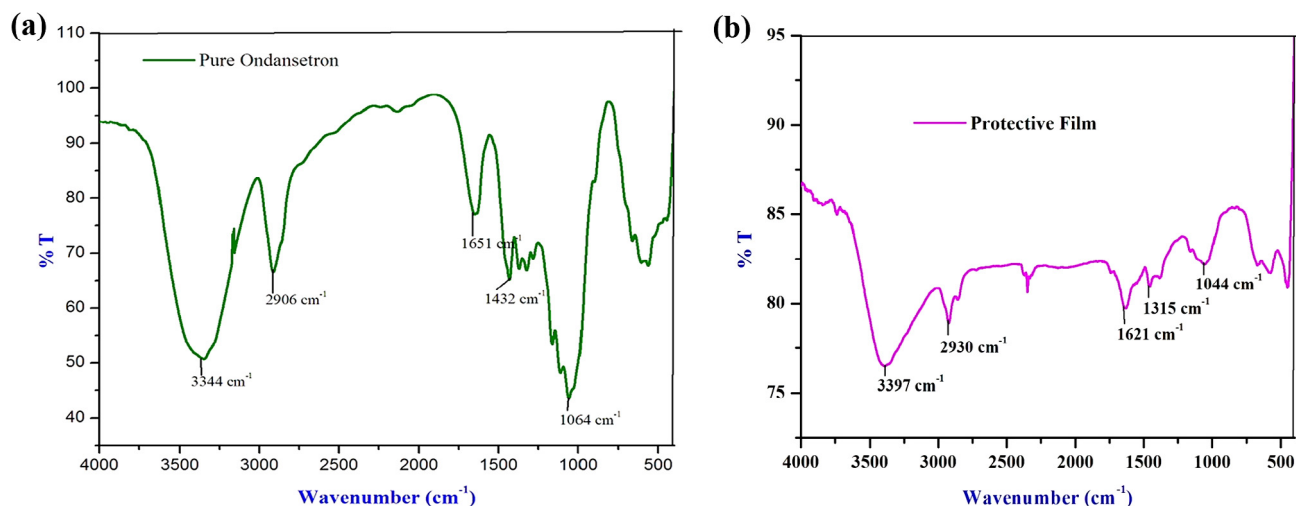 (a)
110
100
90
80
70
60
50
40
% T
Pure Ondansetron
3344 cm-1
2906 cm-1
1651 cm-1
1432 cm-1
1064 cm-1
4000 3500 3000 2500 2000 1500 1000 500
Wavenumber (cm-1)
(b)
95
90
85
80
75
% T
Protective Film
3397 cm-1
2930 cm-1
1621 cm-1
1315 cm-1
1044 cm-1
4000 3500 3000 2500 2000 1500 1000 500
Wavenumber (cm-1)